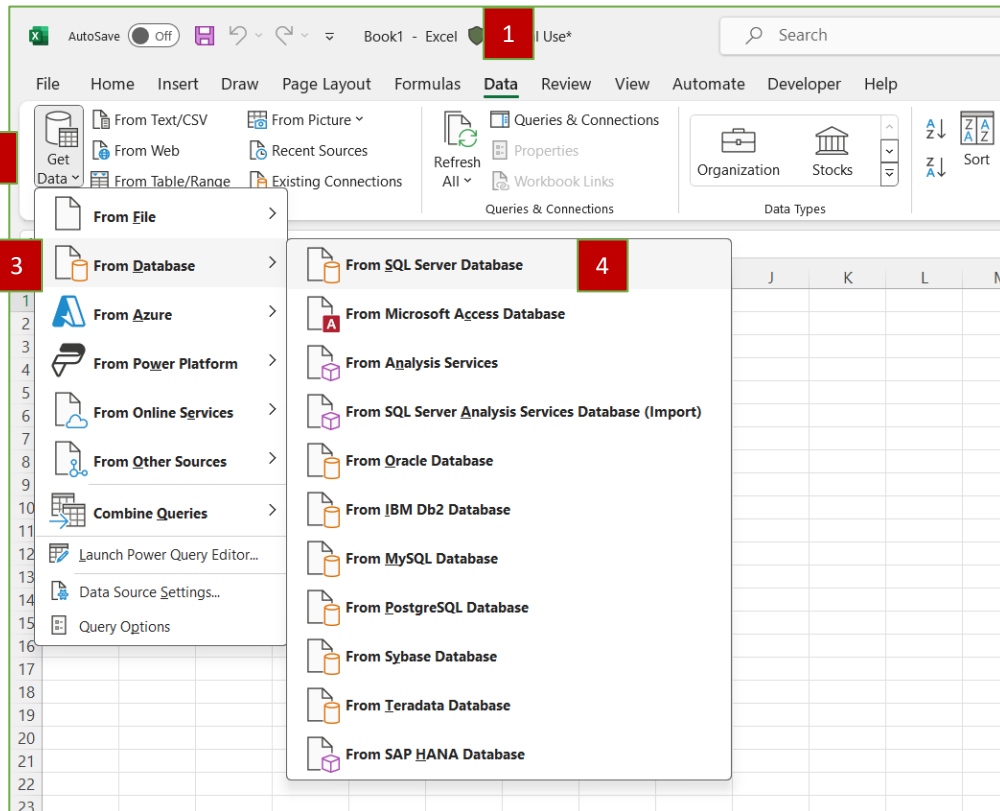 AutoSave Off Book1 - Excel 1 l Use* Search
File Home Insert Draw Page Layout Formulas Data Review View Automate Developer Help
Get Data
From Text/CSV
From Web
From Table/Range
From Picture
Recent Sources
Existing Connections
Refresh All
Queries & Connections
Properties
Workbook Links
Queries & Connections
Organization
Stocks
Data Types
A
Z
Z
A
Z A
A Z
Sort
From File
3 From Database
From Azure
From Power Platform
From Online Services
From Other Sources
Combine Queries
Launch Power Query Editor...
Data Source Settings...
Query Options
From SQL Server Database 4
From Microsoft Access Database
A
From Analysis Services
From SQL Server Analysis Services Database (Import)
From Oracle Database
From IBM Db2 Database
From MySQL Database
From PostgreSQL Database
From Sybase Database
From Teradata Database
From SAP HANA Database
J K L
1
2
3
4
5
6
7
8
9
10
11
12
13
14
15
16
17
18
19
20
21
22
23